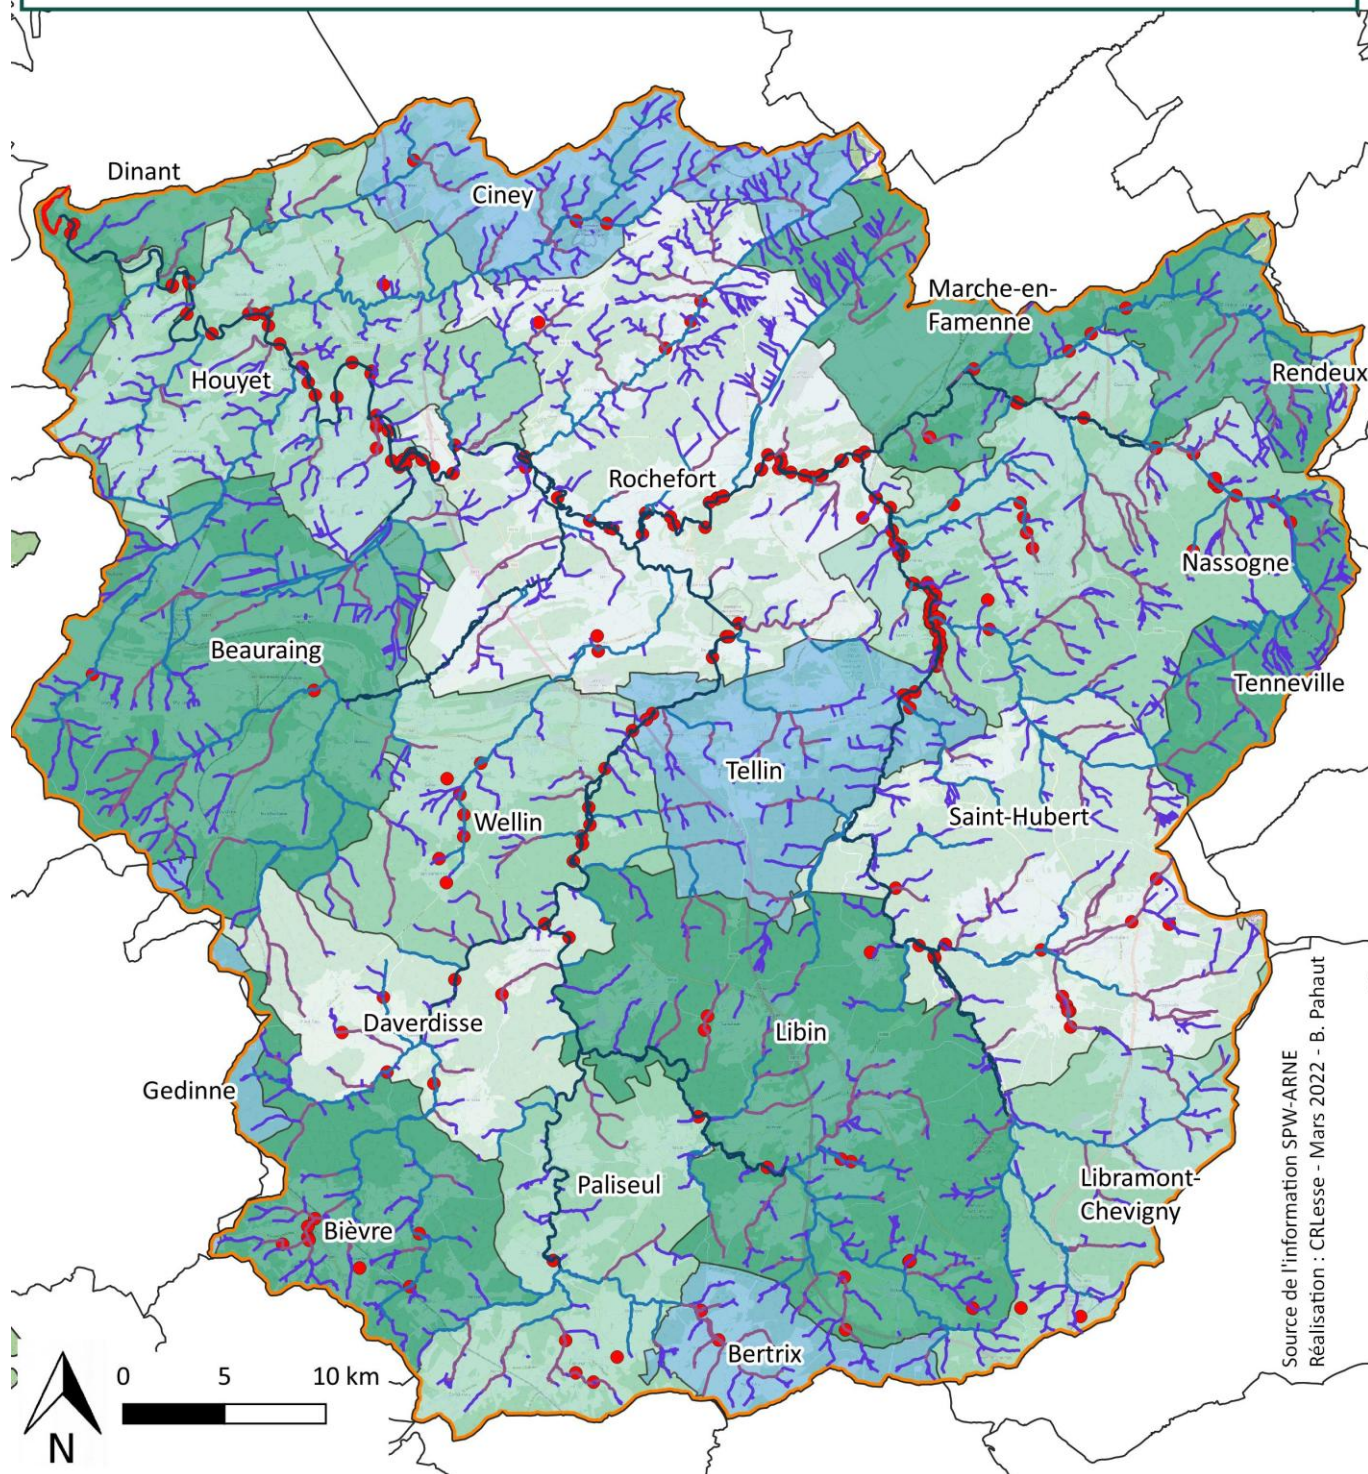 Dinant
Ciney
Marche-en-
Famenne
Rendeux
Houyet
Rochefort
Nassogne
Beauraing
Tenneville
Tellin
Wellin
Saint-Hubert
Daverdisse
Libin
Gedinne
Paliseul
Libramont-
Chevigny
Bièvre
Bertrix
0 5 10 km
N
Source de l'information SPW-ARNE
Réalisation : CRLesse - Mars 2022 - B. Pahaut